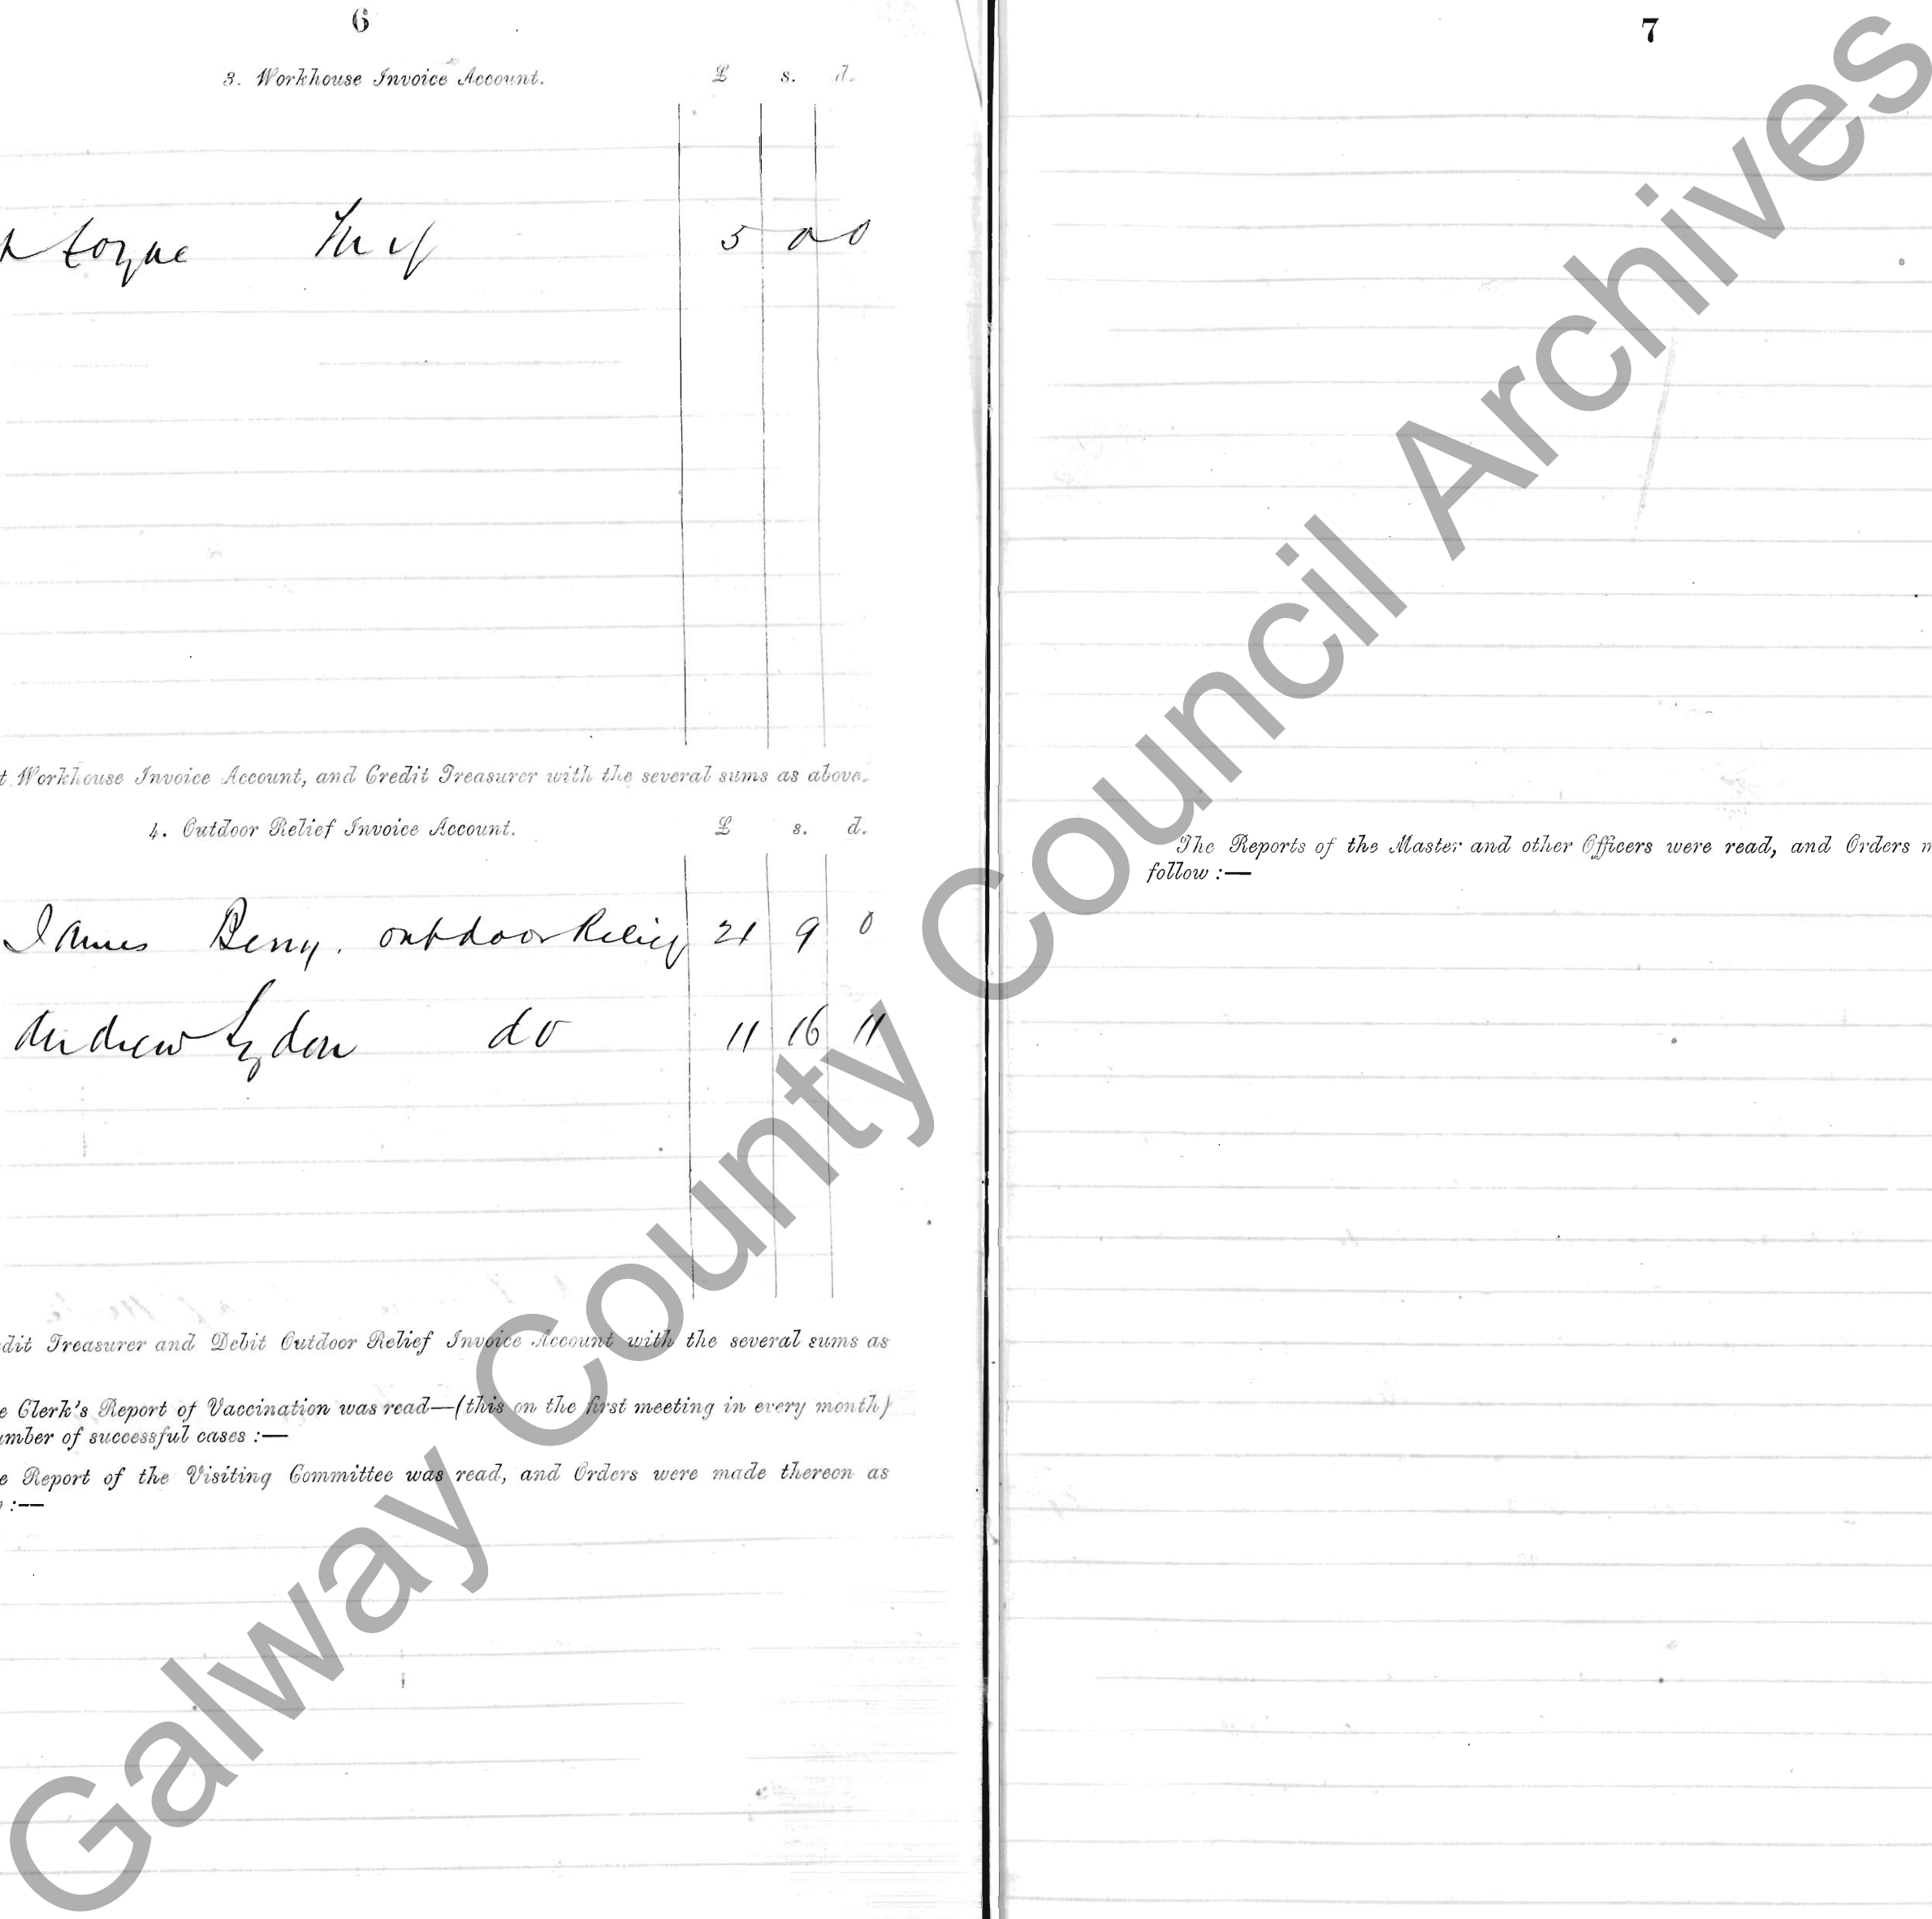 6
3. Workhouse Invoice Account. £ s. d.
Coyne Turf 5 0 0
Workhouse Invoice Account, and Credit Treasurer with the several sums as above.
4. Outdoor Relief Invoice Account. £ s. d.
James Berry. outdoor Relief 21 9 0
Andrew Lydon do 11 16 11
dit Treasurer and Debit Outdoor Relief Invoice Account with the several sums as
e Clerk's Report of Vaccination was read—(this on the first meeting in every month)
umber of successful cases :—
e Report of the Visiting Committee was read, and Orders were made thereon as
:—
7
The Reports of the Master and other Officers were read, and Orders m
follow :—
Galway County Council Archives